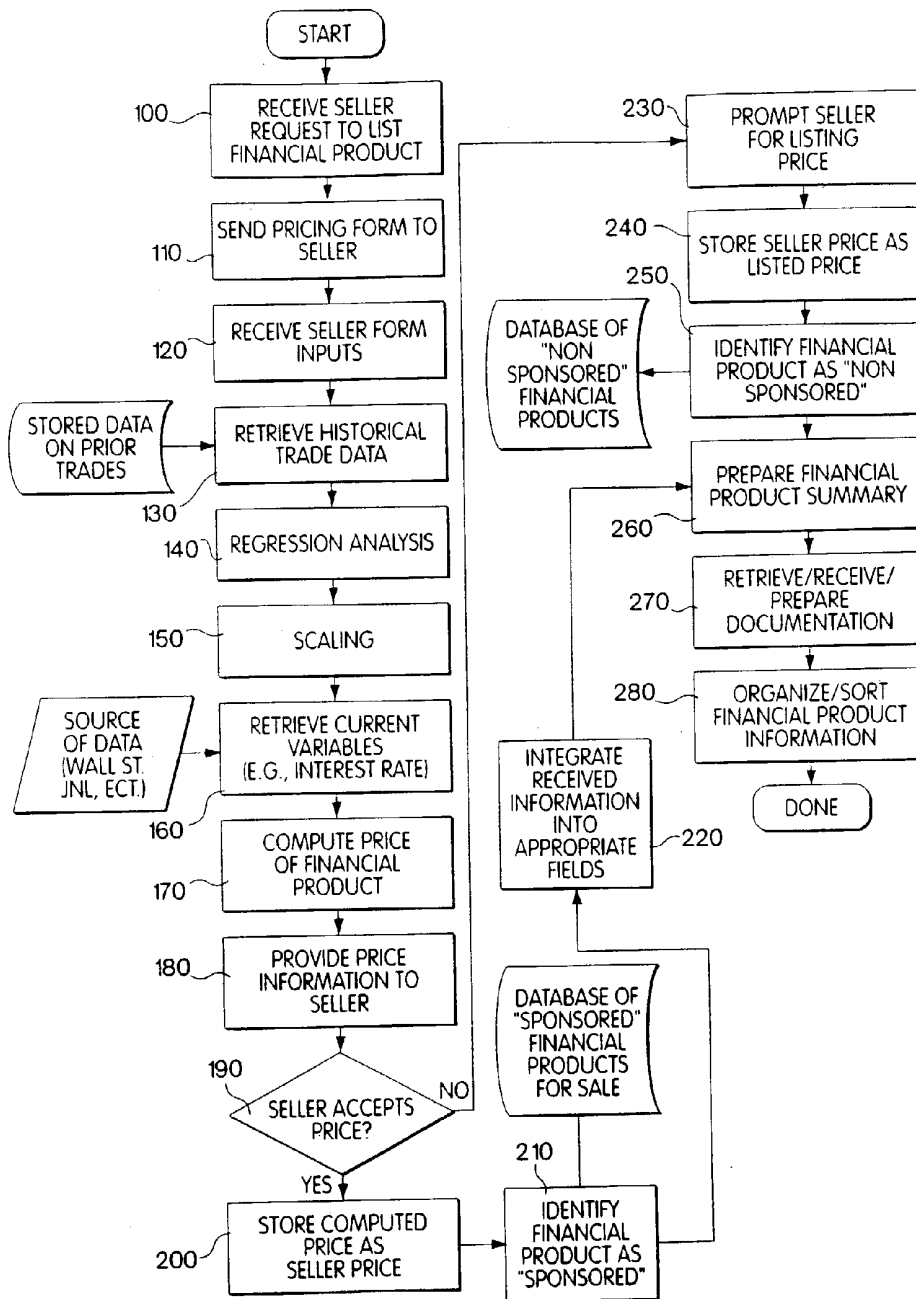 START
100
RECEIVE SELLER
REQUEST TO LIST
FINANCIAL PRODUCT
110
SEND PRICING FORM TO
SELLER
120
RECEIVE SELLER FORM
INPUTS
STORED DATA
ON PRIOR
TRADES
RETRIEVE HISTORICAL
TRADE DATA
130
140
REGRESSION ANALYSIS
150
SCALING
SOURCE
OF DATA
(WALL ST.
JNL, ECT.)
RETRIEVE CURRENT
VARIABLES
(E.G., INTEREST RATE)
160
COMPUTE PRICE
OF FINANCIAL
PRODUCT
170
180
PROVIDE PRICE
INFORMATION TO
SELLER
190
SELLER ACCEPTS
PRICE?
NO
YES
200
STORE COMPUTED
PRICE AS
SELLER PRICE
210
IDENTIFY
FINANCIAL
PRODUCT AS
"SPONSORED"
DATABASE OF
"SPONSORED"
FINANCIAL
PRODUCTS
FOR SALE
INTEGRATE
RECEIVED
INFORMATION
INTO
APPROPRIATE
FIELDS
220
230
PROMPT SELLER
FOR LISTING
PRICE
240
STORE SELLER PRICE AS
LISTED PRICE
250
IDENTIFY FINANCIAL
PRODUCT AS "NON
SPONSORED"
DATABASE OF
"NON
SPONSORED"
FINANCIAL
PRODUCTS
PREPARE FINANCIAL
PRODUCT SUMMARY
260
270
RETRIEVE/RECEIVE/
PREPARE
DOCUMENTATION
280
ORGANIZE/SORT
FINANCIAL PRODUCT
INFORMATION
DONE